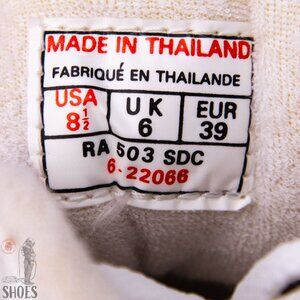 MADE IN THAILAND
FABRIQUÉ EN THAILANDE
USA UK EUR
8½ 6 39
RA 503 SDC
6-22066
SHOES